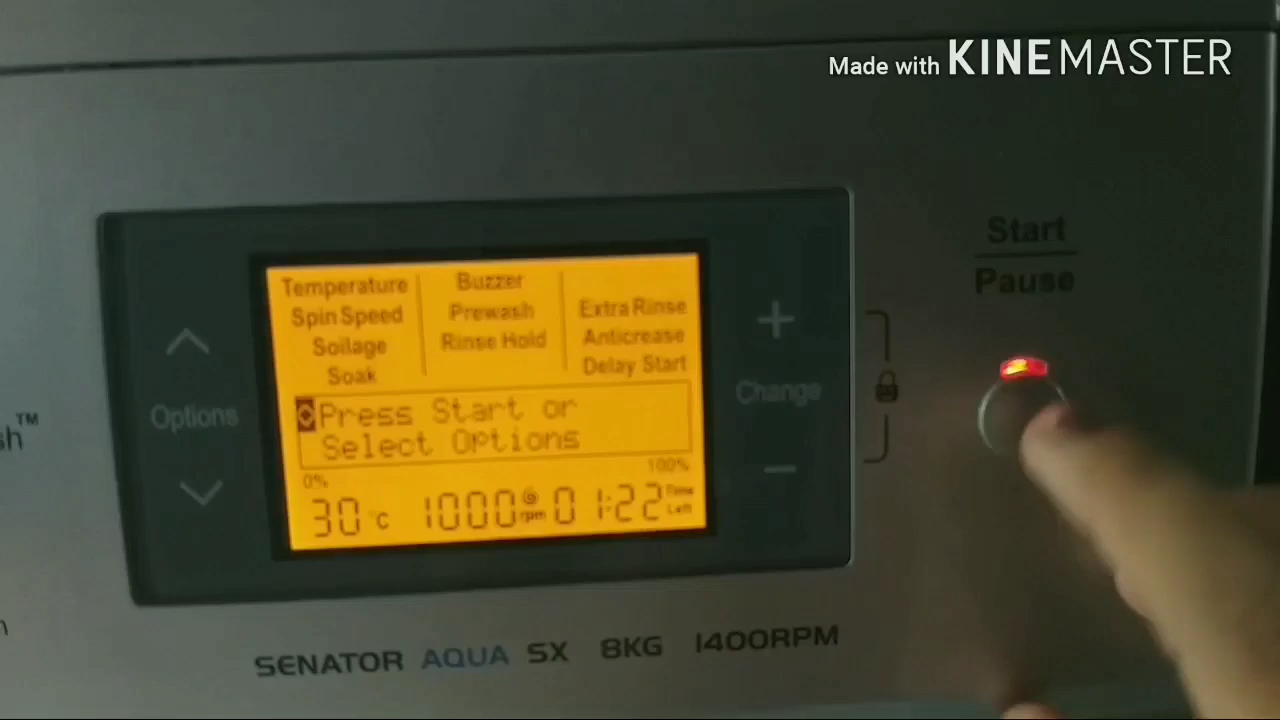 Made with KINEMASTER
Start
Pause
Temperature
Spin Speed
Soilage
Soak
Buzzer
Prewash
Rinse Hold
Extra Rinse
Anticrease
Delay Start
Options
Change
Press Start or
Select Options
0%
100%
30 °C 1000 rpm 01:22 Time Left
SENATOR AQUA SX 8KG 1400RPM
sh™